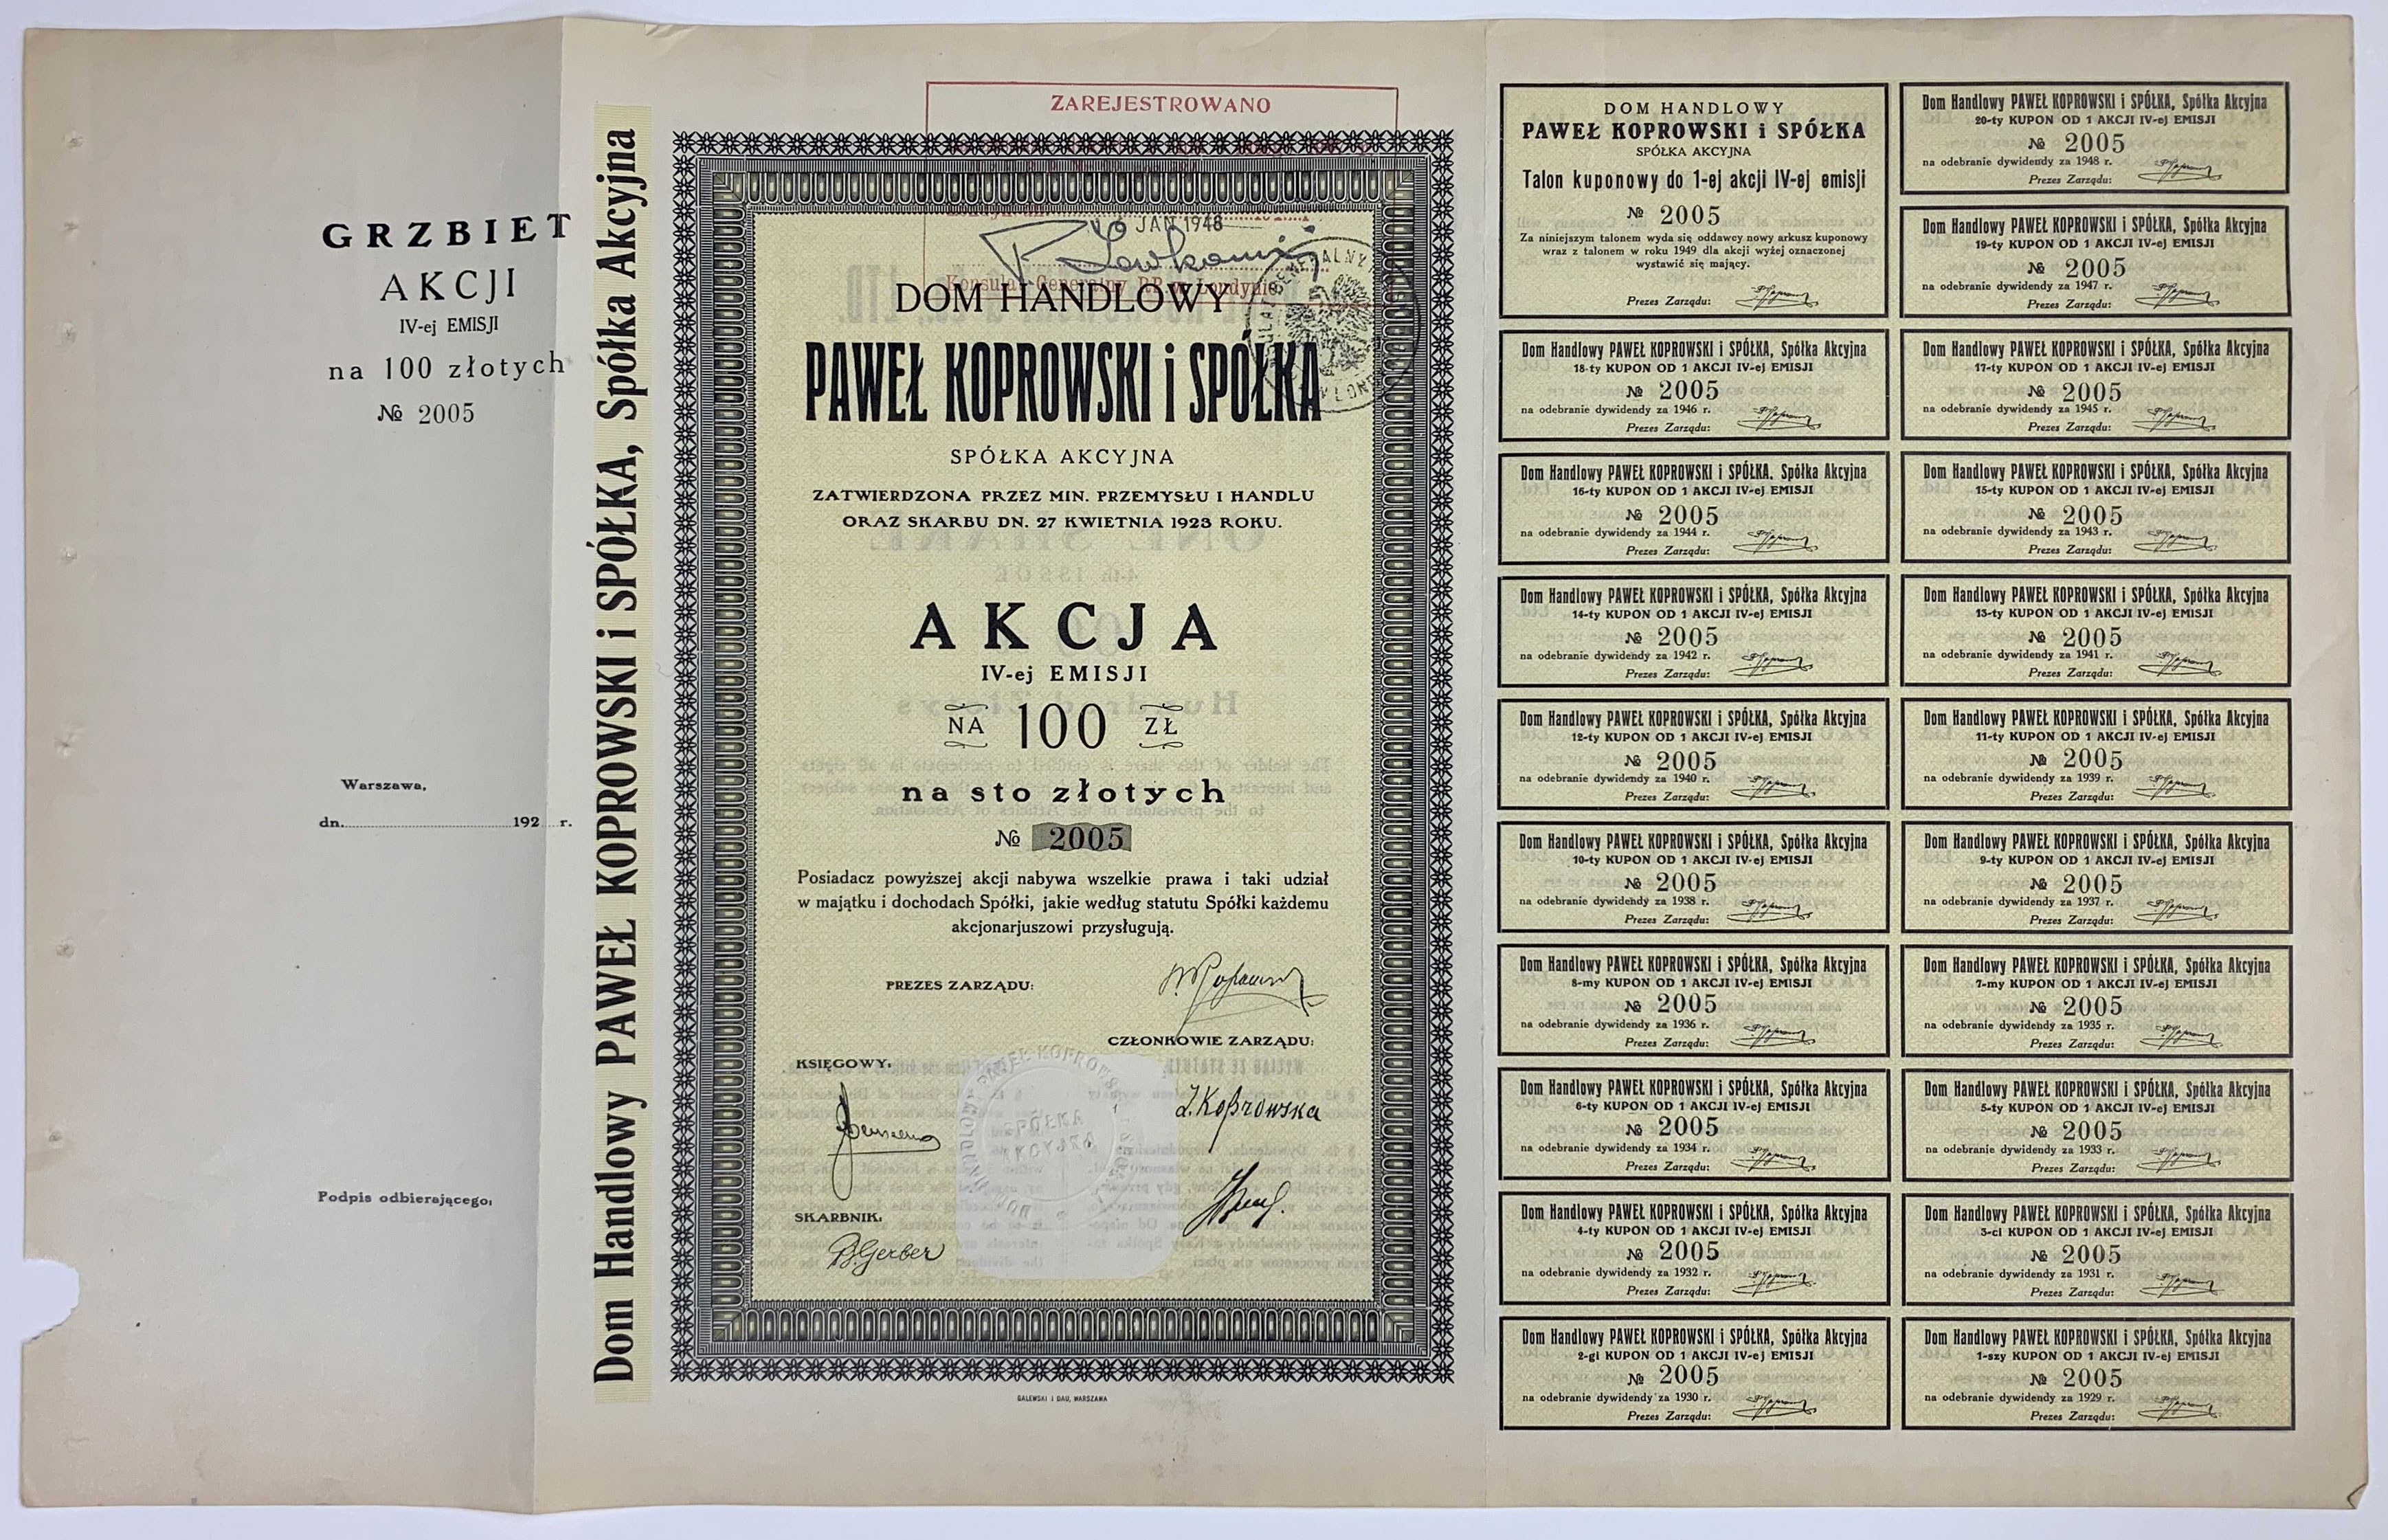 GRZBIET
AKCJI
IV-ej EMISJI
na 100 złotych
№ 2005
Warszawa,
dn. 192 r.
Podpis odbierającego:
Dom Handlowy PAWEŁ KOPROWSKI i SPÓŁKA, Spółka Akcyjna
ZAREJESTROWANO
JAN 1948
Konsulat Generalny R.P. w Londynie
DOM HANDLOWY
PAWEŁ KOPROWSKI i SPÓŁKA
SPÓŁKA AKCYJNA
ZATWIERDZONA PRZEZ MIN. PRZEMYSŁU I HANDLU
ORAZ SKARBU DN. 27 KWIETNIA 1923 ROKU.
AKCJA
IV-ej EMISJI
NA 100 ZŁ
na sto złotych
№ 2005
Posiadacz powyższej akcji nabywa wszelkie prawa i taki udział
w majątku i dochodach Spółki, jakie według statutu Spółki każdemu
akcjonarjuszowi przysługują.
PREZES ZARZĄDU:
CZŁONKOWIE ZARZĄDU:
KSIĘGOWY:
Z. Koprowska
SKARBNIK:
B. Gerber
GALEWSKI I DAU, WARSZAWA
DOM HANDLOWY
PAWEŁ KOPROWSKI i SPÓŁKA
SPÓŁKA AKCYJNA
Talon kuponowy do 1-ej akcji IV-ej emisji
№ 2005
Za niniejszym talonem wyda się oddawcy nowy arkusz kuponowy
wraz z talonem w roku 1949 dla akcji wyżej oznaczonej
wystawić się mający.
Prezes Zarządu:
Dom Handlowy PAWEŁ KOPROWSKI i SPÓŁKA, Spółka Akcyjna
20-ty KUPON OD 1 AKCJI IV-ej EMISJI
№ 2005
na odebranie dywidendy za 1948 r.
Prezes Zarządu:
Dom Handlowy PAWEŁ KOPROWSKI i SPÓŁKA, Spółka Akcyjna
19-ty KUPON OD 1 AKCJI IV-ej EMISJI
№ 2005
na odebranie dywidendy za 1947 r.
Prezes Zarządu:
Dom Handlowy PAWEŁ KOPROWSKI i SPÓŁKA, Spółka Akcyjna
18-ty KUPON OD 1 AKCJI IV-ej EMISJI
№ 2005
na odebranie dywidendy za 1946 r.
Prezes Zarządu:
Dom Handlowy PAWEŁ KOPROWSKI i SPÓŁKA, Spółka Akcyjna
17-ty KUPON OD 1 AKCJI IV-ej EMISJI
№ 2005
na odebranie dywidendy za 1945 r.
Prezes Zarządu:
Dom Handlowy PAWEŁ KOPROWSKI i SPÓŁKA, Spółka Akcyjna
16-ty KUPON OD 1 AKCJI IV-ej EMISJI
№ 2005
na odebranie dywidendy za 1944 r.
Prezes Zarządu:
Dom Handlowy PAWEŁ KOPROWSKI i SPÓŁKA, Spółka Akcyjna
15-ty KUPON OD 1 AKCJI IV-ej EMISJI
№ 2005
na odebranie dywidendy za 1943 r.
Prezes Zarządu:
Dom Handlowy PAWEŁ KOPROWSKI i SPÓŁKA, Spółka Akcyjna
14-ty KUPON OD 1 AKCJI IV-ej EMISJI
№ 2005
na odebranie dywidendy za 1942 r.
Prezes Zarządu:
Dom Handlowy PAWEŁ KOPROWSKI i SPÓŁKA, Spółka Akcyjna
13-ty KUPON OD 1 AKCJI IV-ej EMISJI
№ 2005
na odebranie dywidendy za 1941 r.
Prezes Zarządu:
Dom Handlowy PAWEŁ KOPROWSKI i SPÓŁKA, Spółka Akcyjna
12-ty KUPON OD 1 AKCJI IV-ej EMISJI
№ 2005
na odebranie dywidendy za 1940 r.
Prezes Zarządu:
Dom Handlowy PAWEŁ KOPROWSKI i SPÓŁKA, Spółka Akcyjna
11-ty KUPON OD 1 AKCJI IV-ej EMISJI
№ 2005
na odebranie dywidendy za 1939 r.
Prezes Zarządu:
Dom Handlowy PAWEŁ KOPROWSKI i SPÓŁKA, Spółka Akcyjna
10-ty KUPON OD 1 AKCJI IV-ej EMISJI
№ 2005
na odebranie dywidendy za 1938 r.
Prezes Zarządu:
Dom Handlowy PAWEŁ KOPROWSKI i SPÓŁKA, Spółka Akcyjna
9-ty KUPON OD 1 AKCJI IV-ej EMISJI
№ 2005
na odebranie dywidendy za 1937 r.
Prezes Zarządu:
Dom Handlowy PAWEŁ KOPROWSKI i SPÓŁKA, Spółka Akcyjna
8-my KUPON OD 1 AKCJI IV-ej EMISJI
№ 2005
na odebranie dywidendy za 1936 r.
Prezes Zarządu:
Dom Handlowy PAWEŁ KOPROWSKI i SPÓŁKA, Spółka Akcyjna
7-my KUPON OD 1 AKCJI IV-ej EMISJI
№ 2005
na odebranie dywidendy za 1935 r.
Prezes Zarządu:
Dom Handlowy PAWEŁ KOPROWSKI i SPÓŁKA, Spółka Akcyjna
6-ty KUPON OD 1 AKCJI IV-ej EMISJI
№ 2005
na odebranie dywidendy za 1934 r.
Prezes Zarządu:
Dom Handlowy PAWEŁ KOPROWSKI i SPÓŁKA, Spółka Akcyjna
5-ty KUPON OD 1 AKCJI IV-ej EMISJI
№ 2005
na odebranie dywidendy za 1933 r.
Prezes Zarządu:
Dom Handlowy PAWEŁ KOPROWSKI i SPÓŁKA, Spółka Akcyjna
4-ty KUPON OD 1 AKCJI IV-ej EMISJI
№ 2005
na odebranie dywidendy za 1932 r.
Prezes Zarządu:
Dom Handlowy PAWEŁ KOPROWSKI i SPÓŁKA, Spółka Akcyjna
3-ci KUPON OD 1 AKCJI IV-ej EMISJI
№ 2005
na odebranie dywidendy za 1931 r.
Prezes Zarządu:
Dom Handlowy PAWEŁ KOPROWSKI i SPÓŁKA, Spółka Akcyjna
2-gi KUPON OD 1 AKCJI IV-ej EMISJI
№ 2005
na odebranie dywidendy za 1930 r.
Prezes Zarządu:
Dom Handlowy PAWEŁ KOPROWSKI i SPÓŁKA, Spółka Akcyjna
1-szy KUPON OD 1 AKCJI IV-ej EMISJI
№ 2005
na odebranie dywidendy za 1929 r.
Prezes Zarządu: